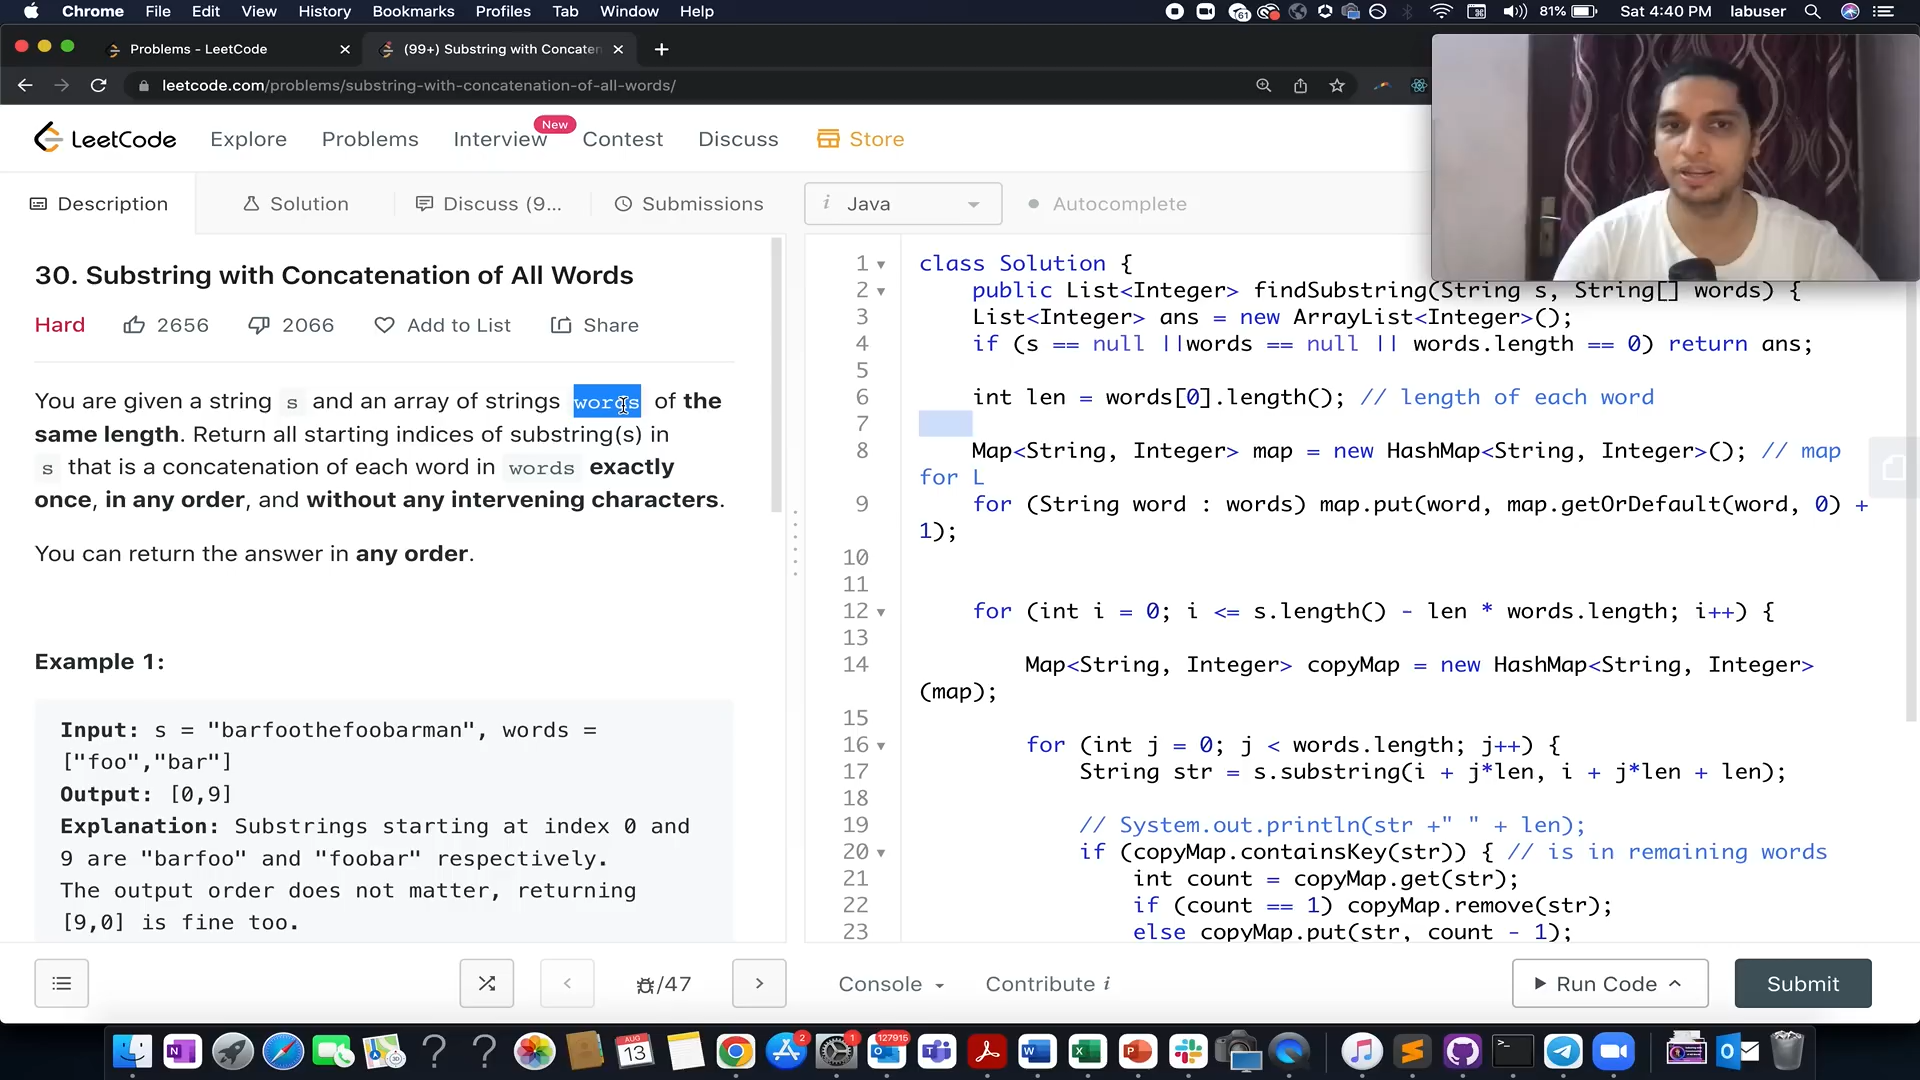 Chrome File Edit View History Bookmarks Profiles Tab Window Help 61 81% Sat 4:40 PM labuser
Problems - LeetCode (99+) Substring with Concaten
leetcode.com/problems/substring-with-concatenation-of-all-words/
LeetCode Explore Problems Interview New Contest Discuss Store
Description Solution Discuss (9... Submissions i Java Autocomplete
30. Substring with Concatenation of All Words
Hard 2656 2066 Add to List Share
You are given a string s and an array of strings words of the
same length. Return all starting indices of substring(s) in
s that is a concatenation of each word in words exactly
once, in any order, and without any intervening characters.
You can return the answer in any order.
Example 1:
Input: s = "barfoothefoobarman", words =
["foo","bar"]
Output: [0,9]
Explanation: Substrings starting at index 0 and
9 are "barfoo" and "foobar" respectively.
The output order does not matter, returning
[9,0] is fine too.
1 class Solution {
2 public List<Integer> findSubstring(String s, String[] words) {
3 List<Integer> ans = new ArrayList<Integer>();
4 if (s == null ||words == null || words.length == 0) return ans;
5
6 int len = words[0].length(); // length of each word
7
8 Map<String, Integer> map = new HashMap<String, Integer>(); // map
for L
9 for (String word : words) map.put(word, map.getOrDefault(word, 0) +
1);
10
11
12 for (int i = 0; i <= s.length() - len * words.length; i++) {
13
14 Map<String, Integer> copyMap = new HashMap<String, Integer>
(map);
15
16 for (int j = 0; j < words.length; j++) {
17 String str = s.substring(i + j*len, i + j*len + len);
18
19 // System.out.println(str +" " + len);
20 if (copyMap.containsKey(str)) { // is in remaining words
21 int count = copyMap.get(str);
22 if (count == 1) copyMap.remove(str);
23 else copyMap.put(str, count - 1);
/47 Console Contribute i Run Code Submit
N ? ? AUG 13 2 1 127915 W X P >_